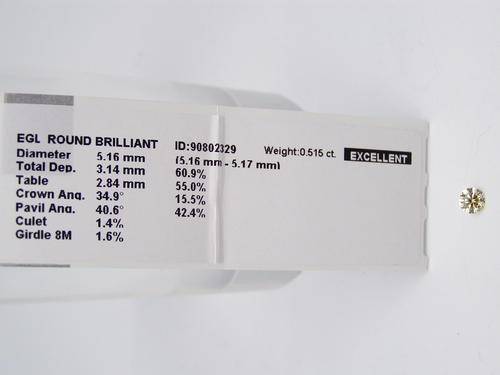 EGL ROUND BRILLIANT ID:90802329 Weight:0.515 ct. EXCELLENT
Diameter 5.16 mm (5.16 mm - 5.17 mm)
Total Dep. 3.14 mm 60.9%
Table 2.84 mm 55.0%
Crown Ang. 34.9° 15.5%
Pavil Ang. 40.6° 42.4%
Culet 1.4%
Girdle 8M 1.6%